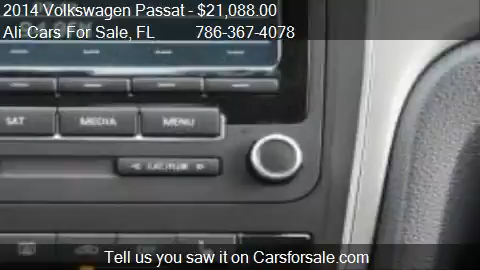 2014 Volkswagen Passat - $21,088.00
Ali Cars For Sale, FL 786-367-4078
SAT MEDIA MENU
Tell us you saw it on Carsforsale.com